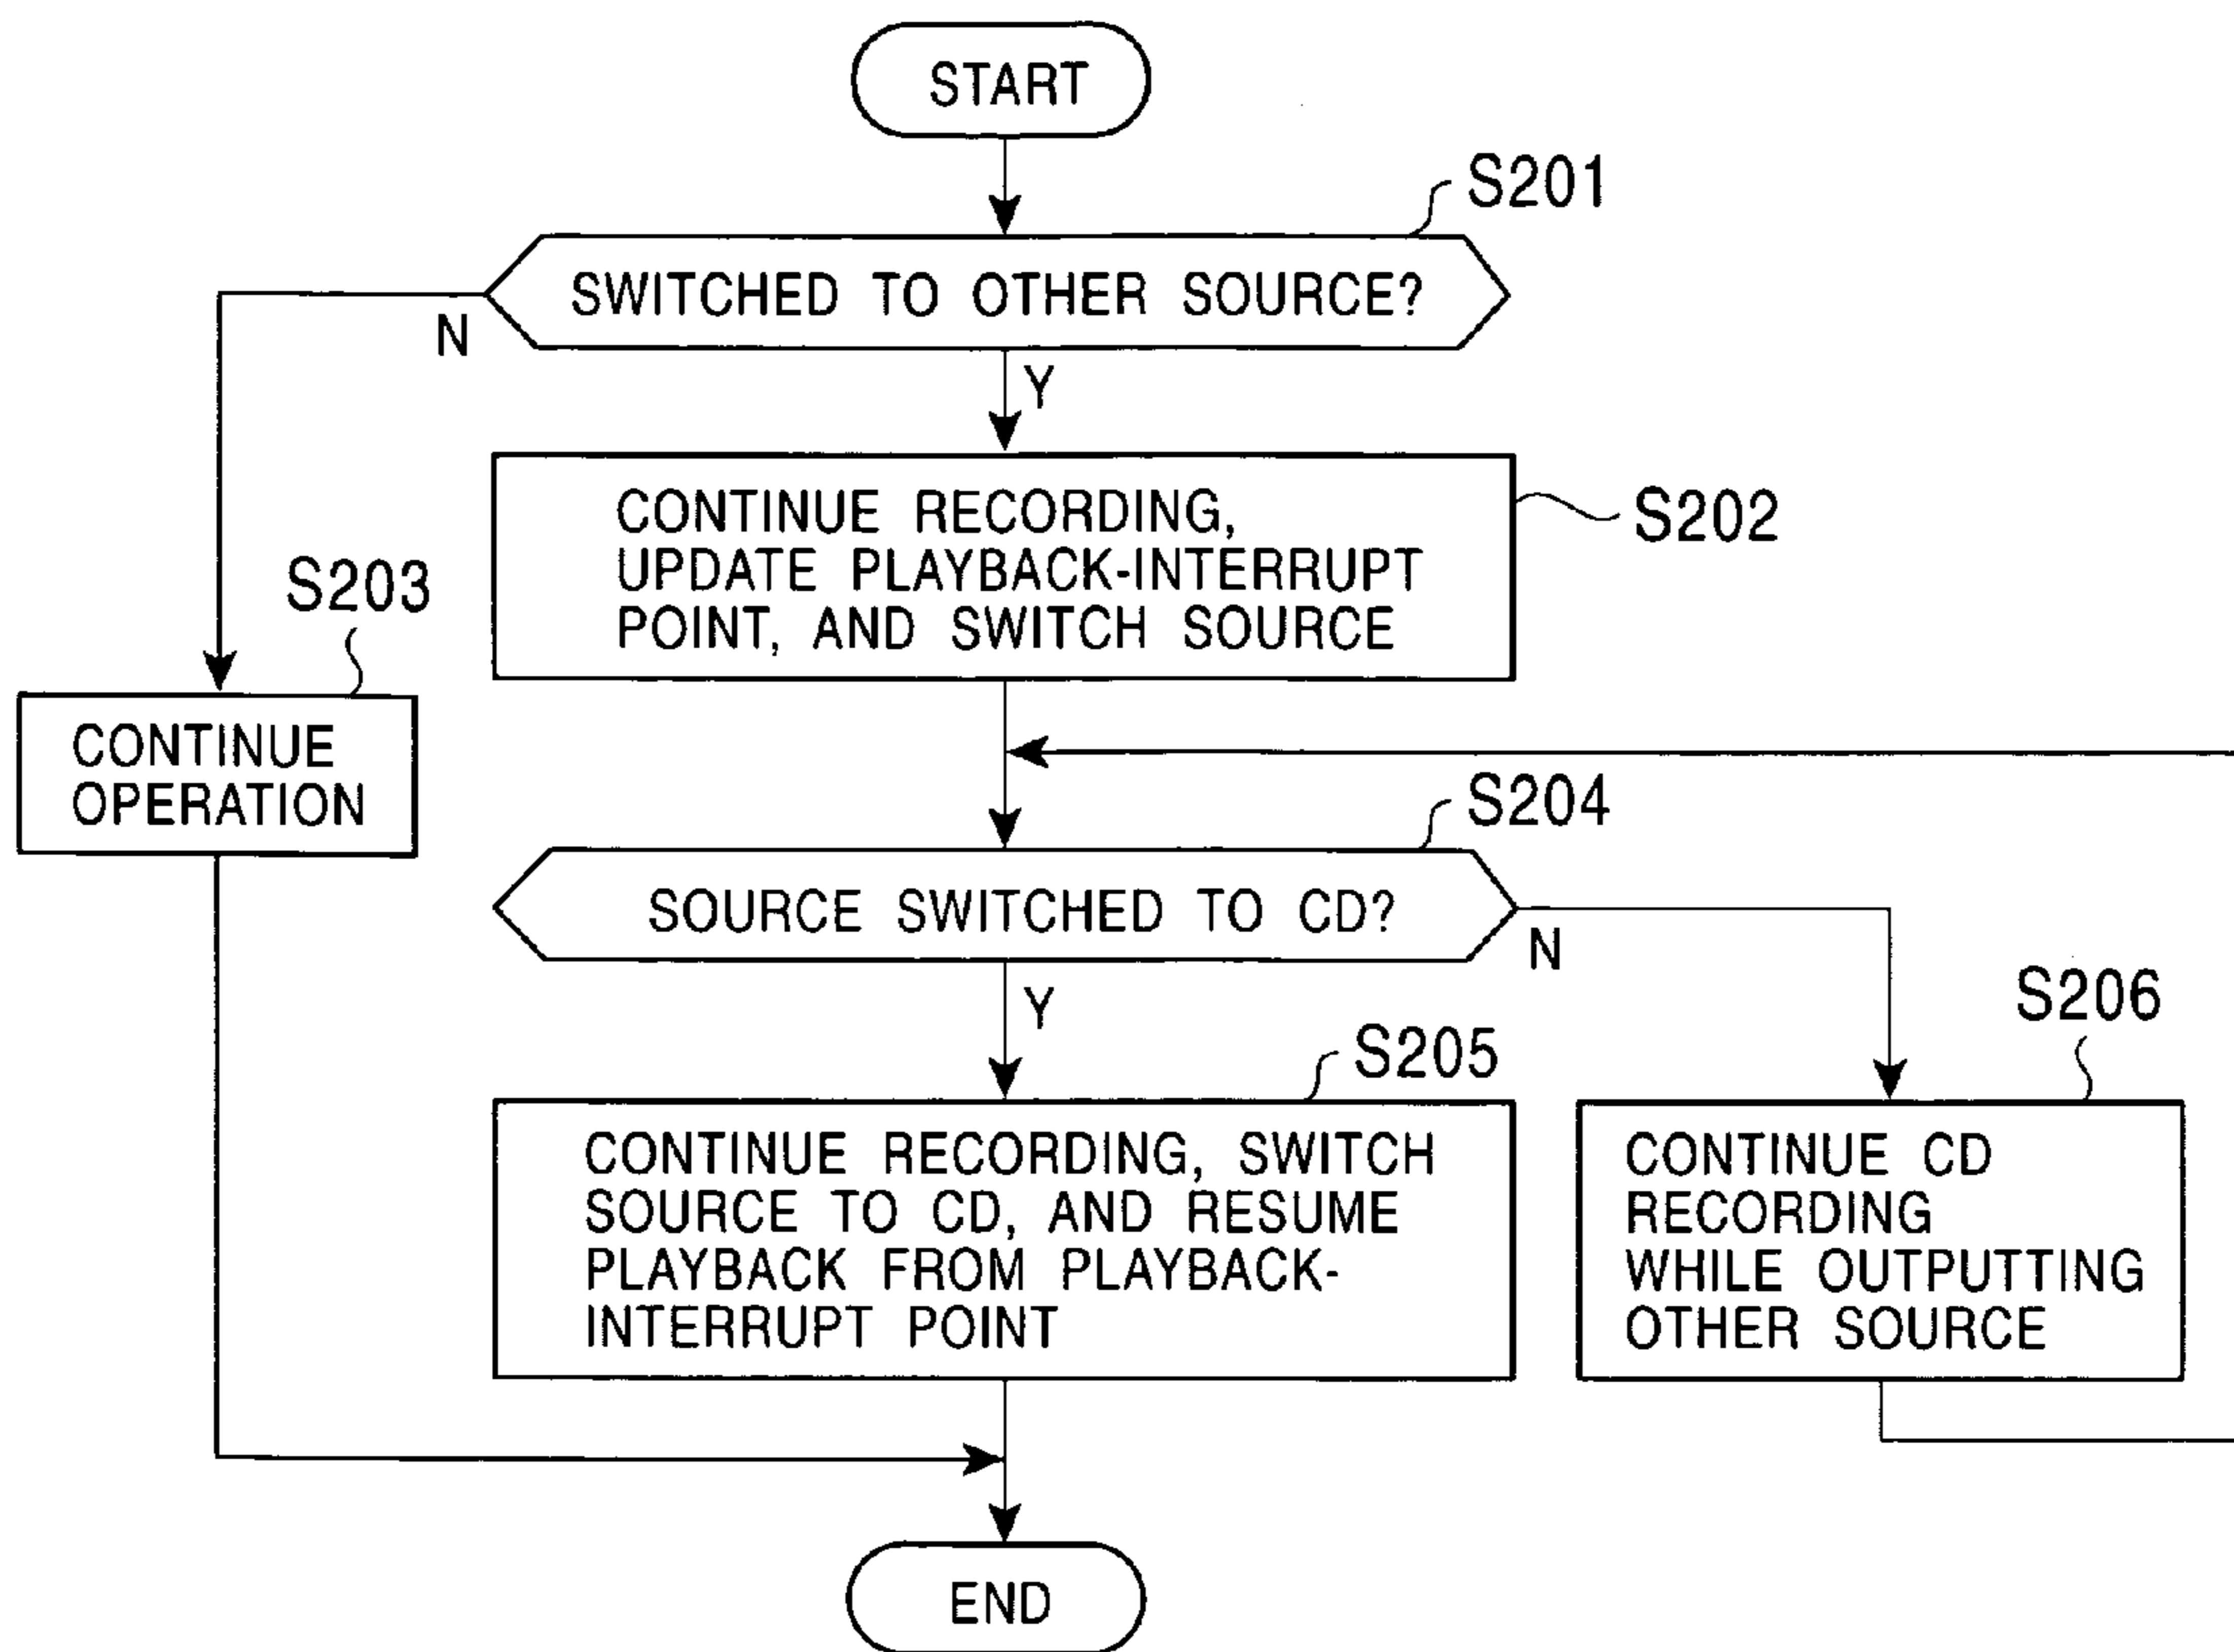 START
S201
SWITCHED TO OTHER SOURCE?
N
Y
CONTINUE RECORDING,
UPDATE PLAYBACK-INTERRUPT
POINT, AND SWITCH SOURCE
S202
S203
CONTINUE
OPERATION
S204
SOURCE SWITCHED TO CD?
N
Y
S205
CONTINUE RECORDING, SWITCH
SOURCE TO CD, AND RESUME
PLAYBACK FROM PLAYBACK-
INTERRUPT POINT
S206
CONTINUE CD
RECORDING
WHILE OUTPUTTING
OTHER SOURCE
END